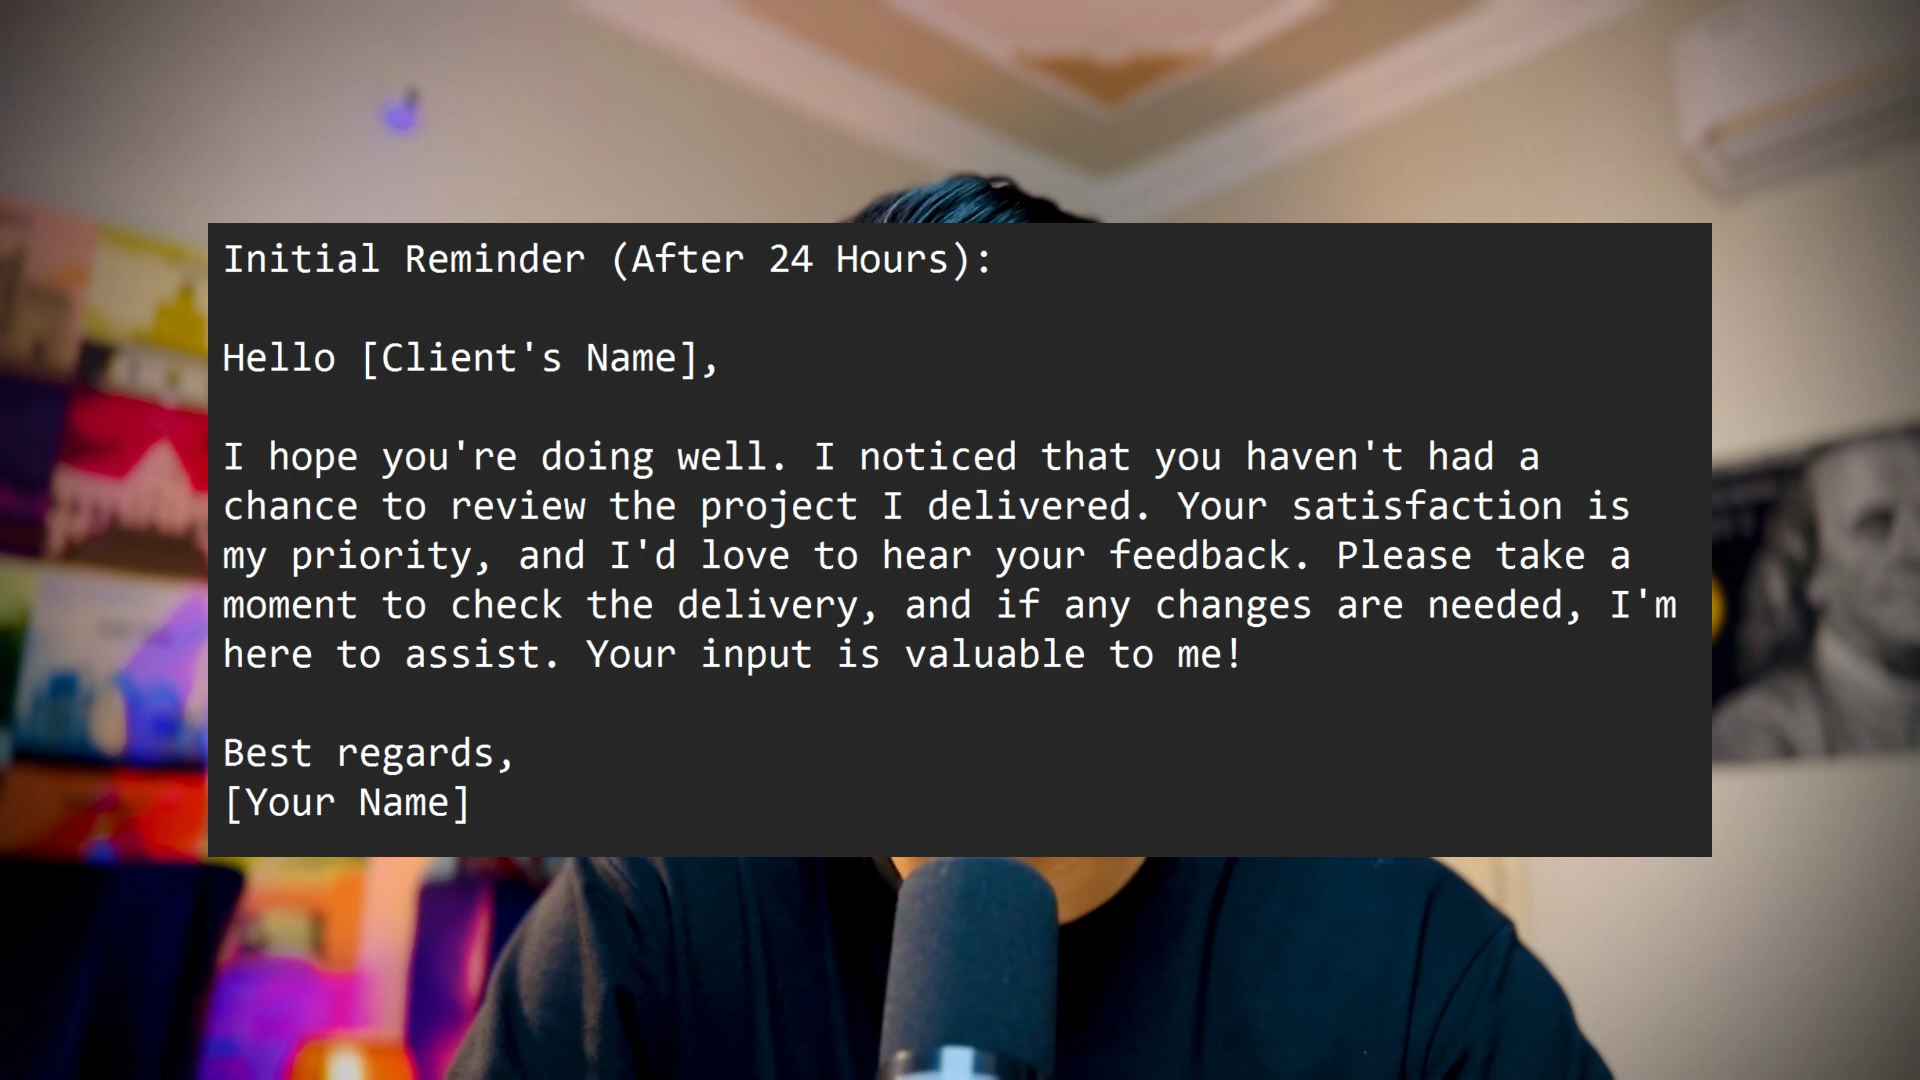 Initial Reminder (After 24 Hours):
Hello [Client's Name],
I hope you're doing well. I noticed that you haven't had a
chance to review the project I delivered. Your satisfaction is
my priority, and I'd love to hear your feedback. Please take a
moment to check the delivery, and if any changes are needed, I'm
here to assist. Your input is valuable to me!
Best regards,
[Your Name]